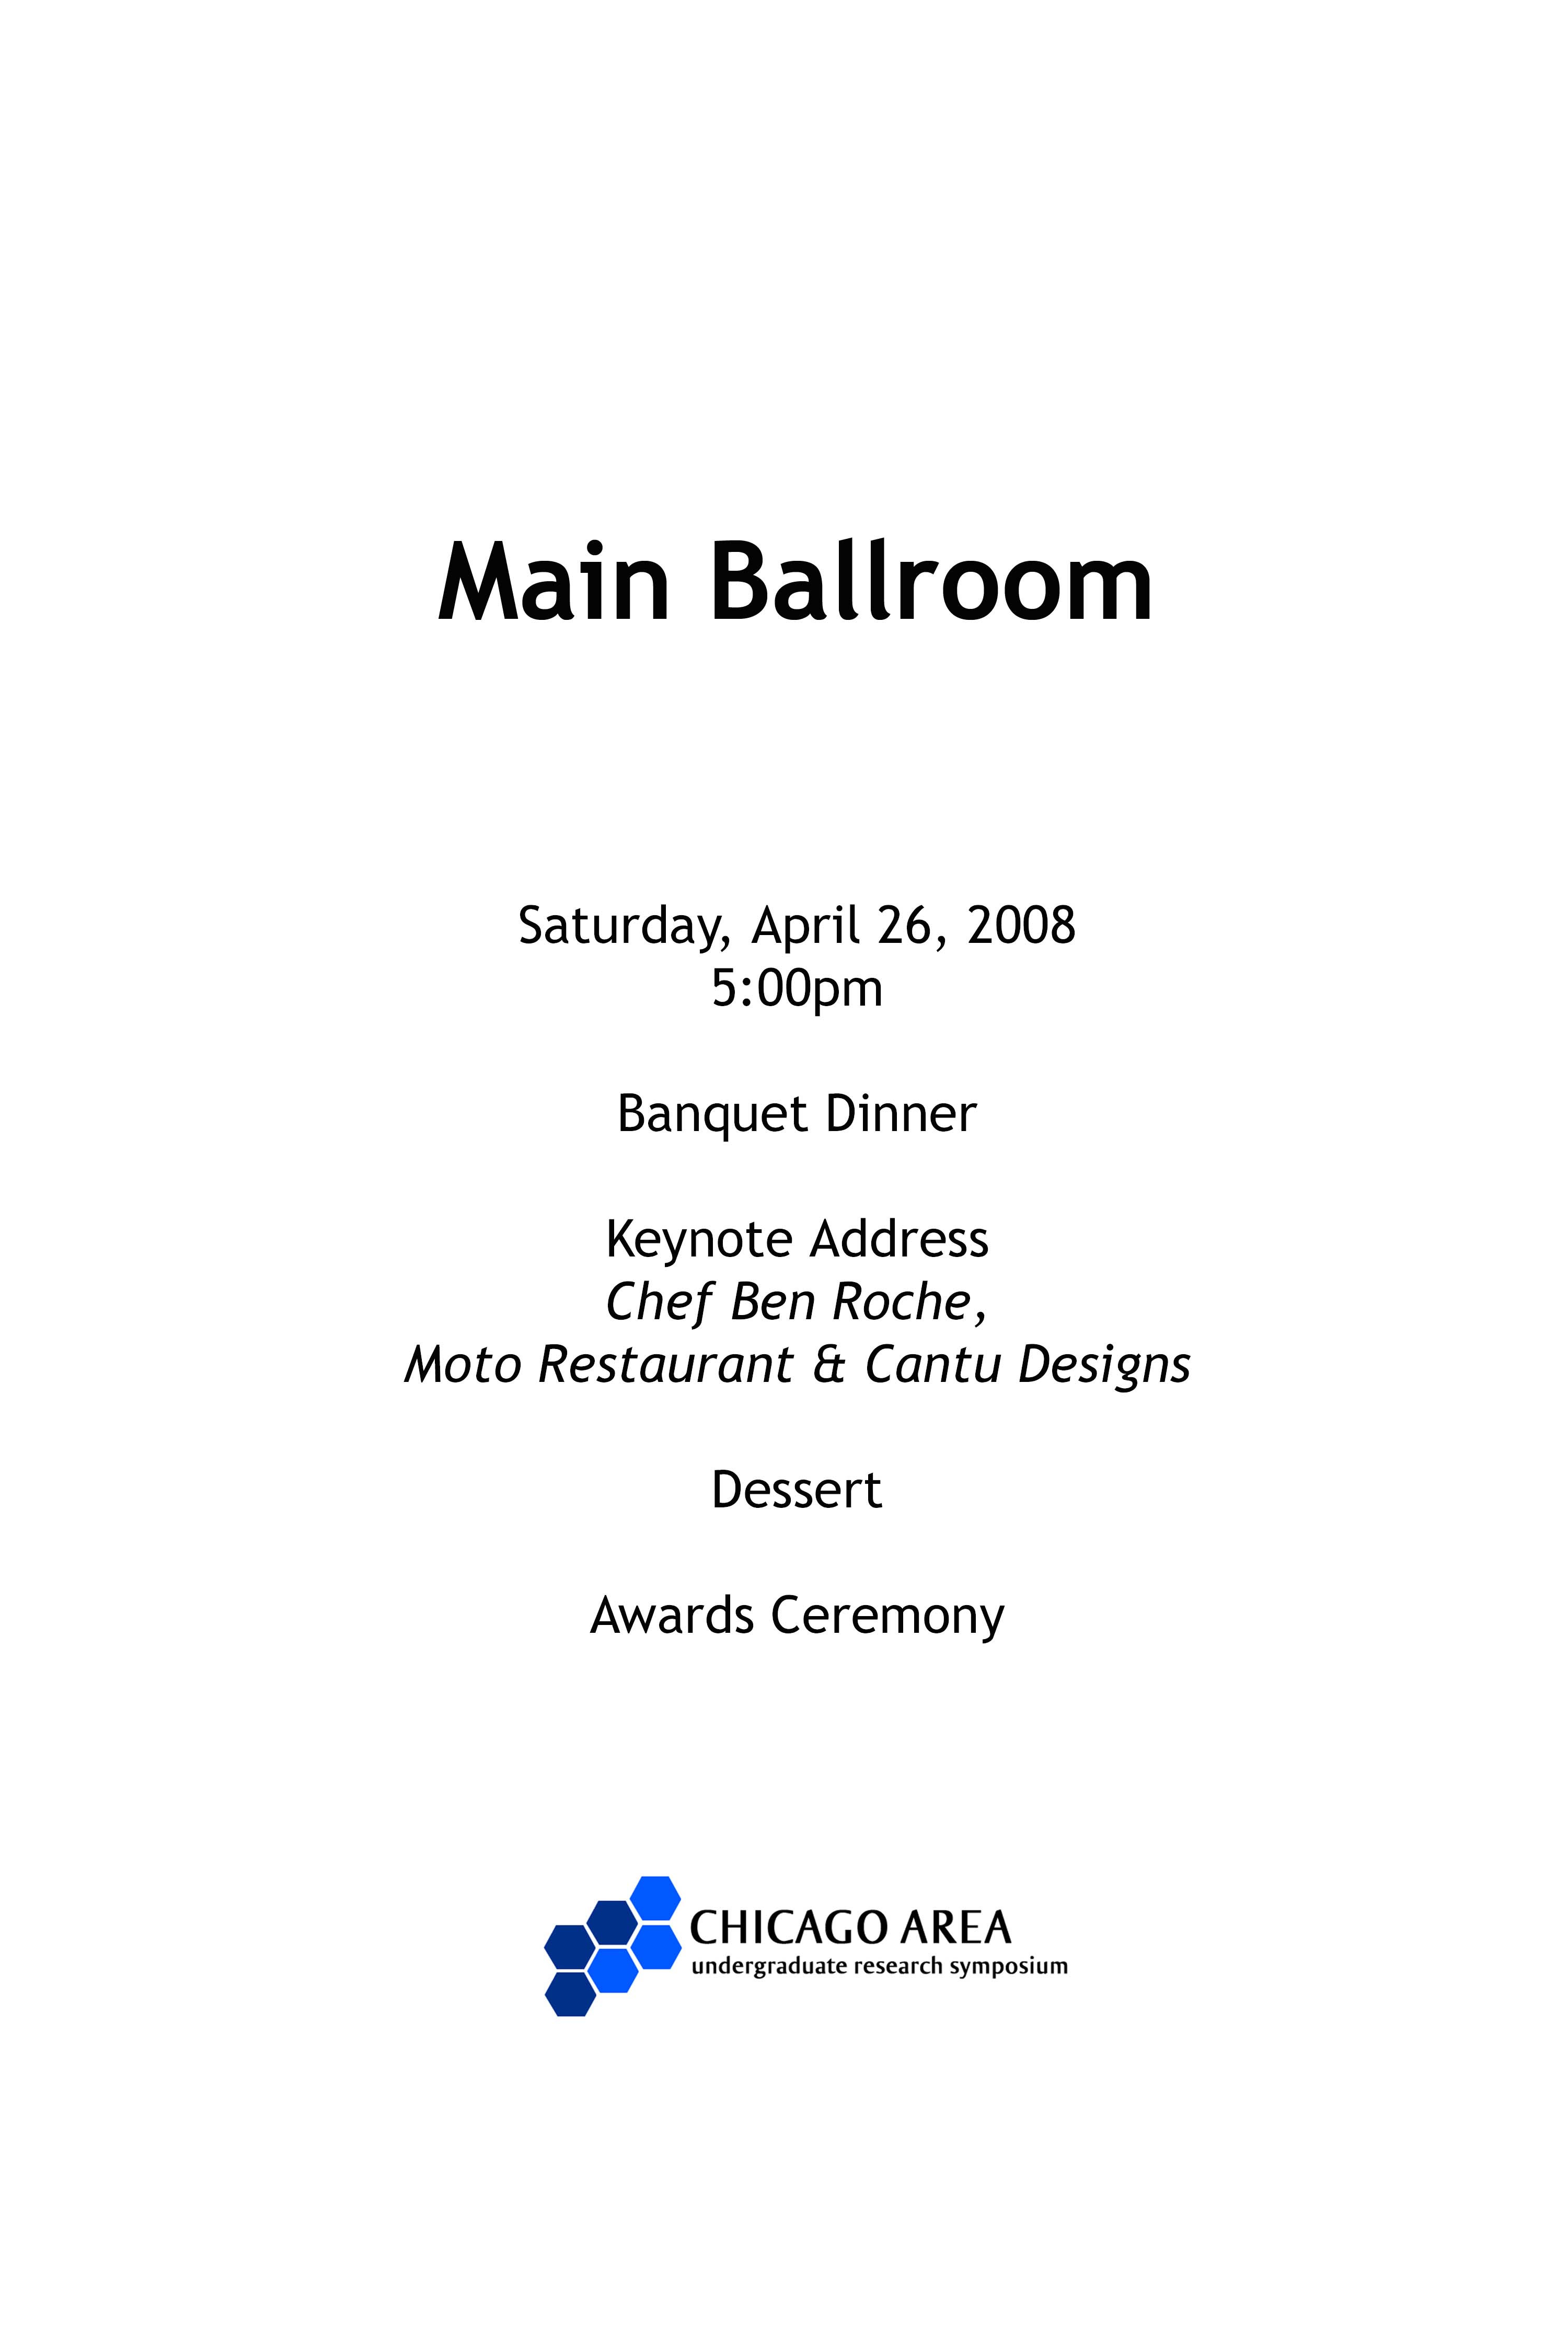 Main Ballroom
Saturday, April 26, 2008
5:00pm
Banquet Dinner
Keynote Address
Chef Ben Roche,
Moto Restaurant & Cantu Designs
Dessert
Awards Ceremony
CHICAGO AREA
undergraduate research symposium